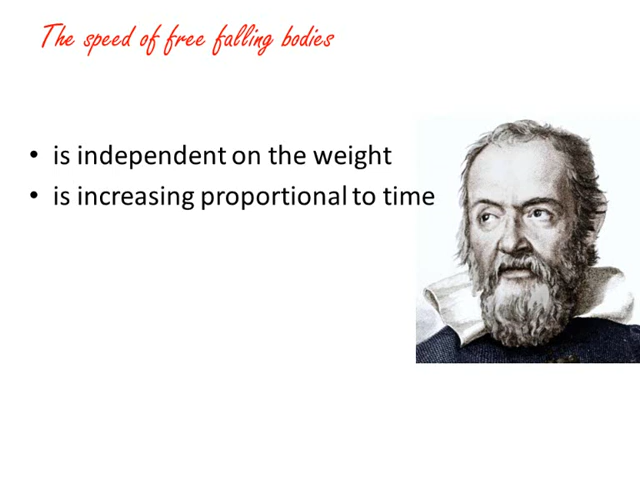 The speed of free falling bodies
• is independent on the weight
• is increasing proportional to time